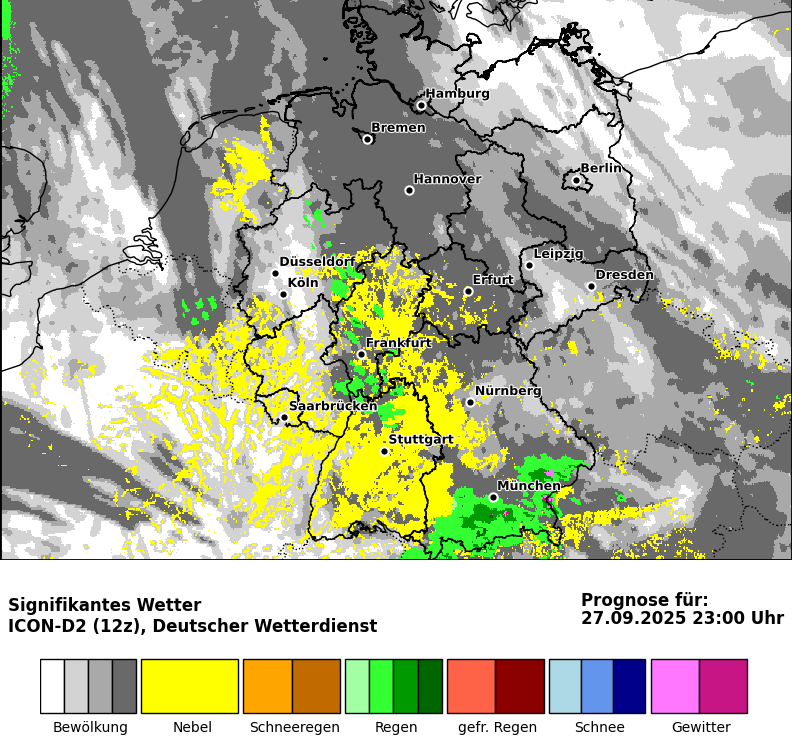 Hamburg
Bremen
Berlin
Hannover
Leipzig
Düsseldorf
Dresden
Erfurt
Köln
Frankfurt
Nürnberg
Saarbrücken
Stuttgart
München
Signifikantes Wetter
ICON-D2 (12z), Deutscher Wetterdienst
Prognose für:
27.09.2025 23:00 Uhr
Bewölkung Nebel Schneeregen Regen gefr. Regen Schnee Gewitter